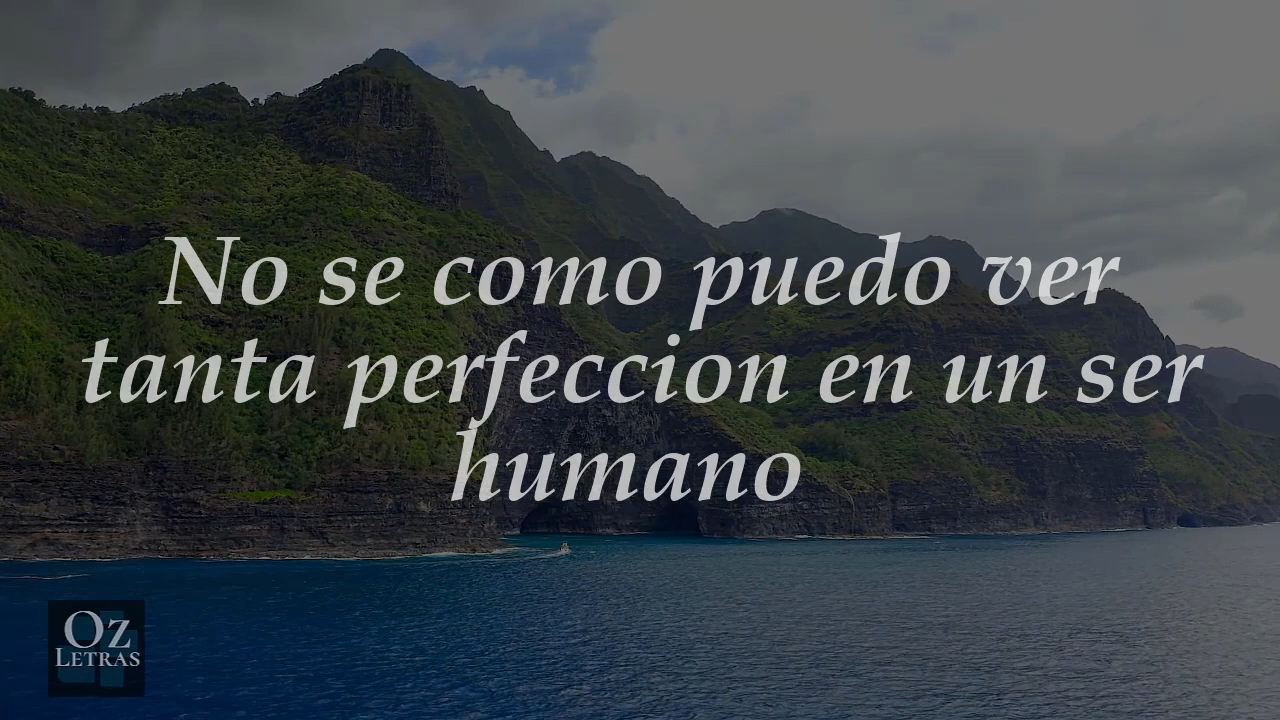 No se como puedo ver
tanta perfeccion en un ser
humano
Oz
LETRAS